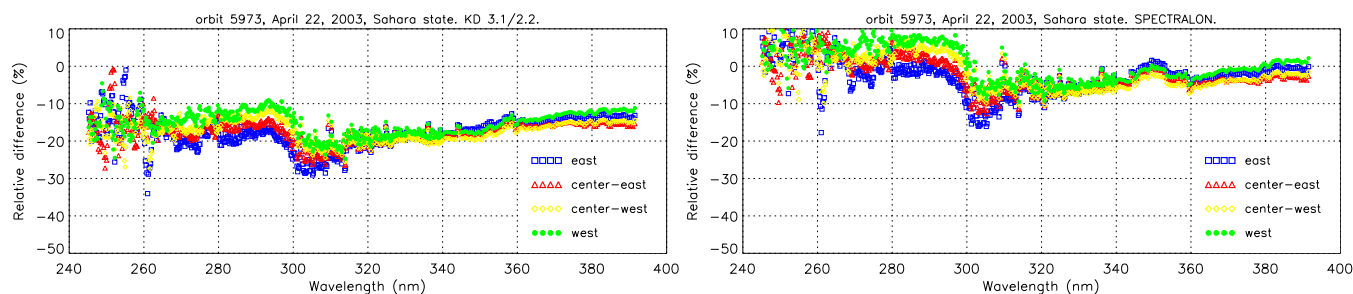 orbit 5973, April 22, 2003, Sahara state. KD 3.1/2.2.
10
0
−10
−20
−30
−40
−50
Relative difference (%)
240 260 280 300 320 340 360 380 400
Wavelength (nm)
east
center−east
center−west
west
orbit 5973, April 22, 2003, Sahara state. SPECTRALON.
10
0
−10
−20
−30
−40
−50
Relative difference (%)
240 260 280 300 320 340 360 380 400
Wavelength (nm)
east
center−east
center−west
west